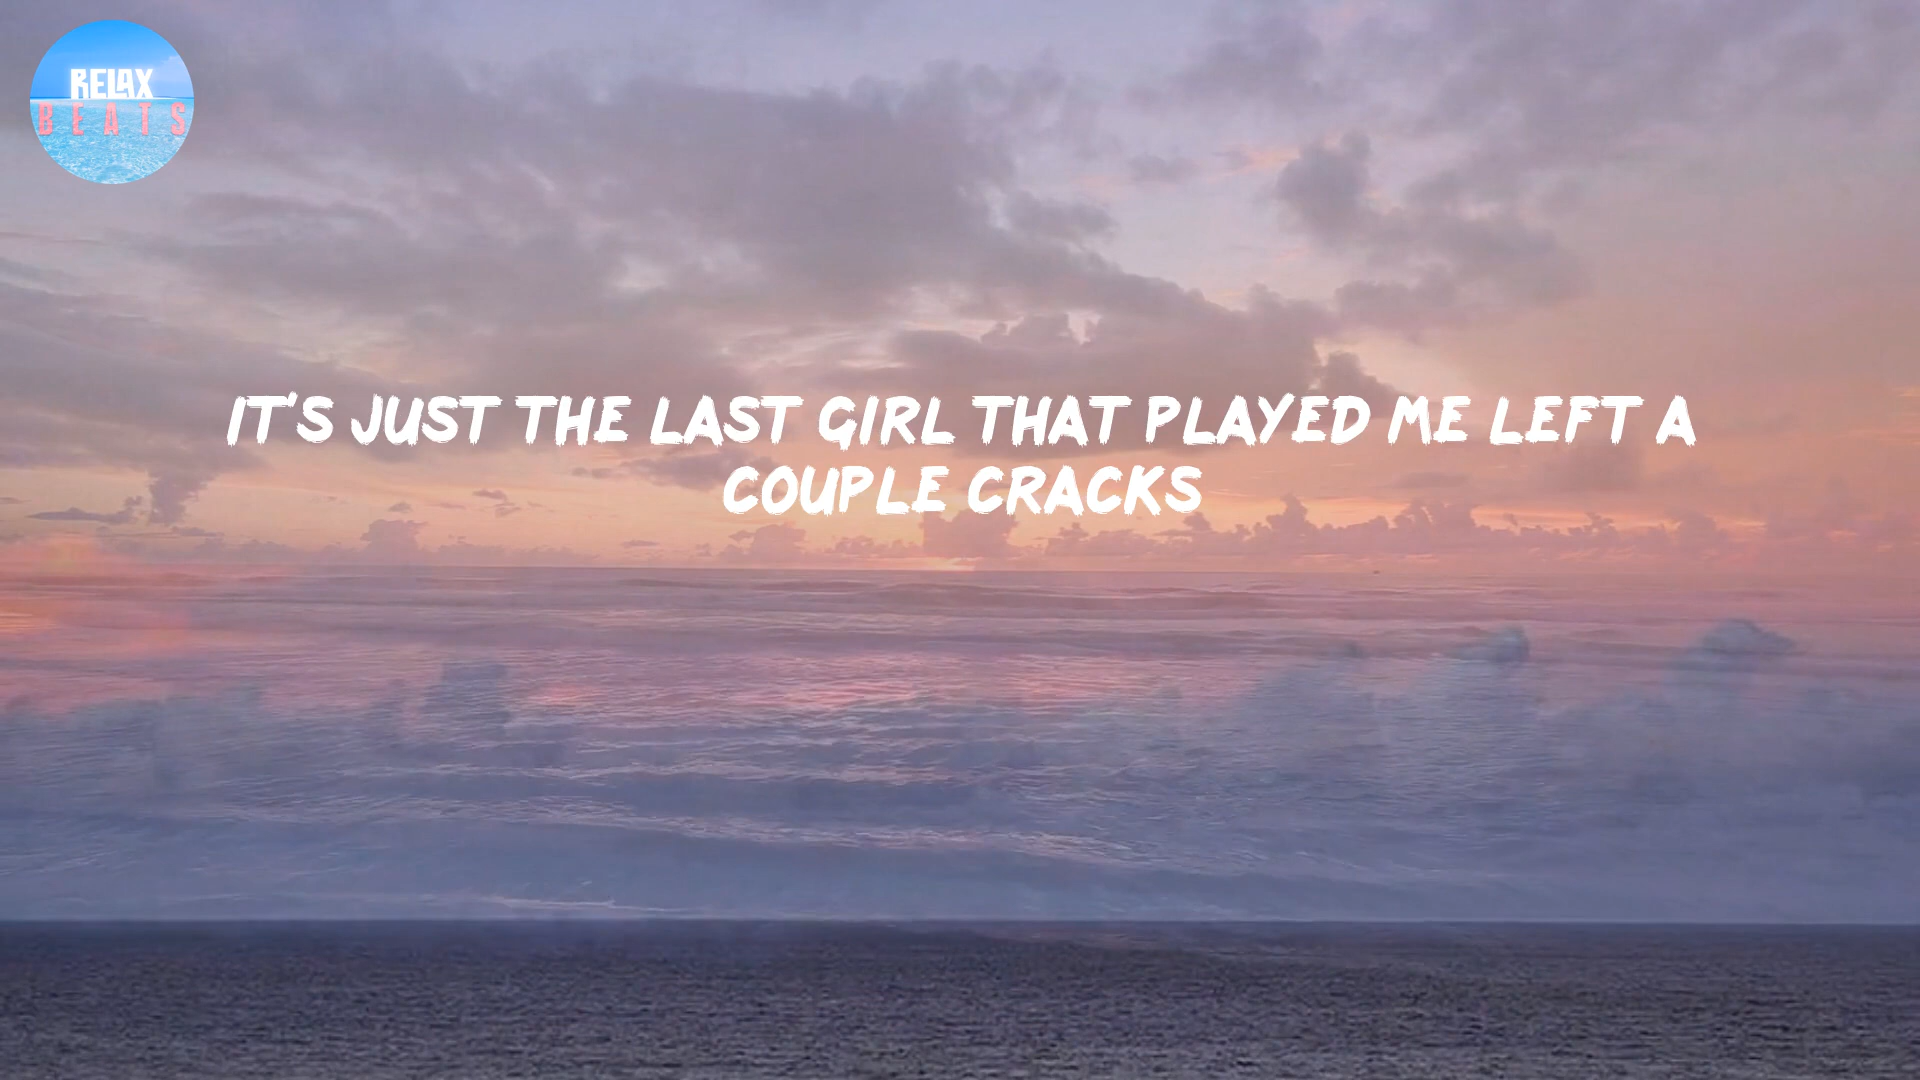 RELAX
BEATS
IT'S JUST THE LAST GIRL THAT PLAYED ME LEFT A
COUPLE CRACKS